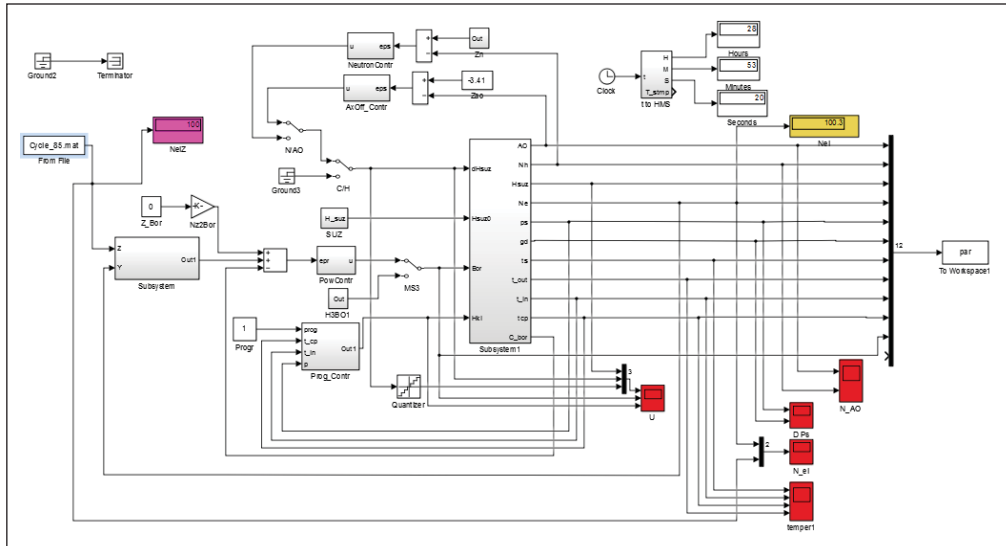 Ground2
Terminator
Cycle_85.mat
From File
100
NelZ
u
eps
NeutronContr
+
−
Out
Zn
u
eps
AxOff_Contr
+
−
-3.41
Zao
N/AO
Ground3
C/H
Clock
t
H
M
S
T_simp
t to HMS
28
Hours
53
Minutes
20
Seconds
100.3
Nel
0
Z_Bor
-K-
Nz2Bor
Z
Y
Out1
Subsystem
+
+
−
epr
u
PowContr
MS3
H_suz
SUZ
Out
H3BO1
1
Progr
prog
t_cp
t_in
p
Out1
Prog_Contr
Quantizer
dHsuz
Hsuz0
Bor
Hkl
AO
Nh
Hsuz
Ne
ps
gd
ts
t_out
t_in
tcp
C_bor
Subsystem1
3
U
12
par
To Workspace1
N_AO
DPs
2
N_el
temper1